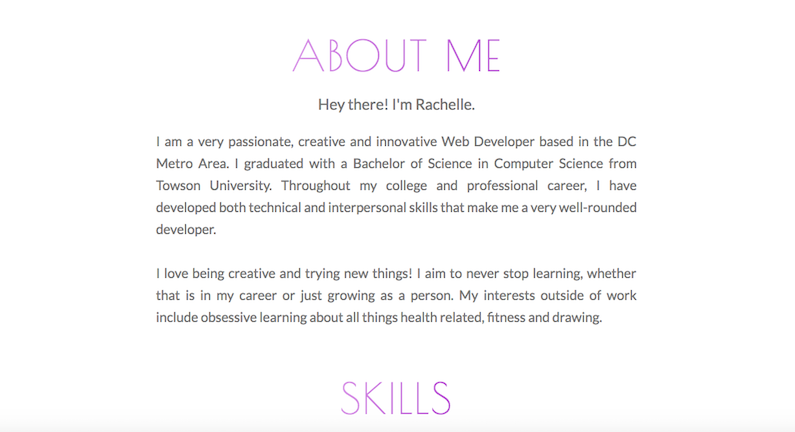 ABOUT ME
Hey there! I'm Rachelle.
I am a very passionate, creative and innovative Web Developer based in the DC
Metro Area. I graduated with a Bachelor of Science in Computer Science from
Towson University. Throughout my college and professional career, I have
developed both technical and interpersonal skills that make me a very well-rounded
developer.
I love being creative and trying new things! I aim to never stop learning, whether
that is in my career or just growing as a person. My interests outside of work
include obsessive learning about all things health related, fitness and drawing.
SKILLS